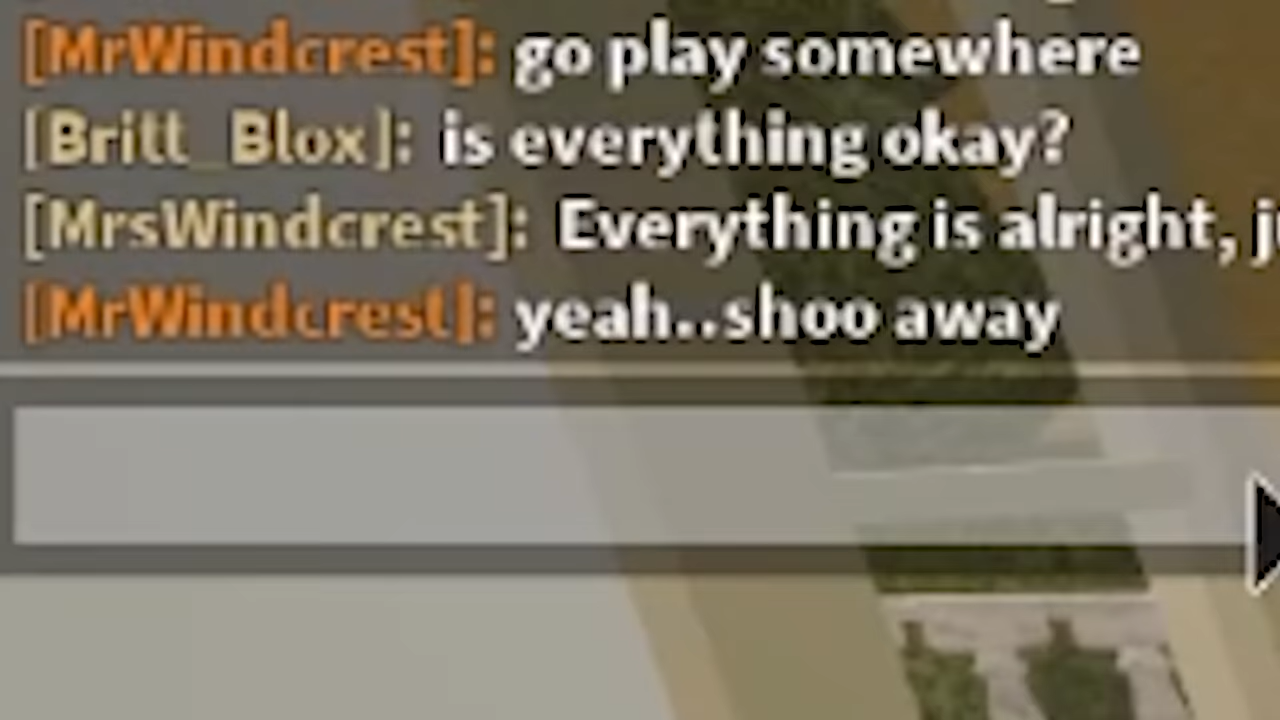 [MrWindcrest]: go play somewhere
[Britt_Blox]: is everything okay?
[MrsWindcrest]: Everything is alright,
[MrWindcrest]: yeah..shoo away